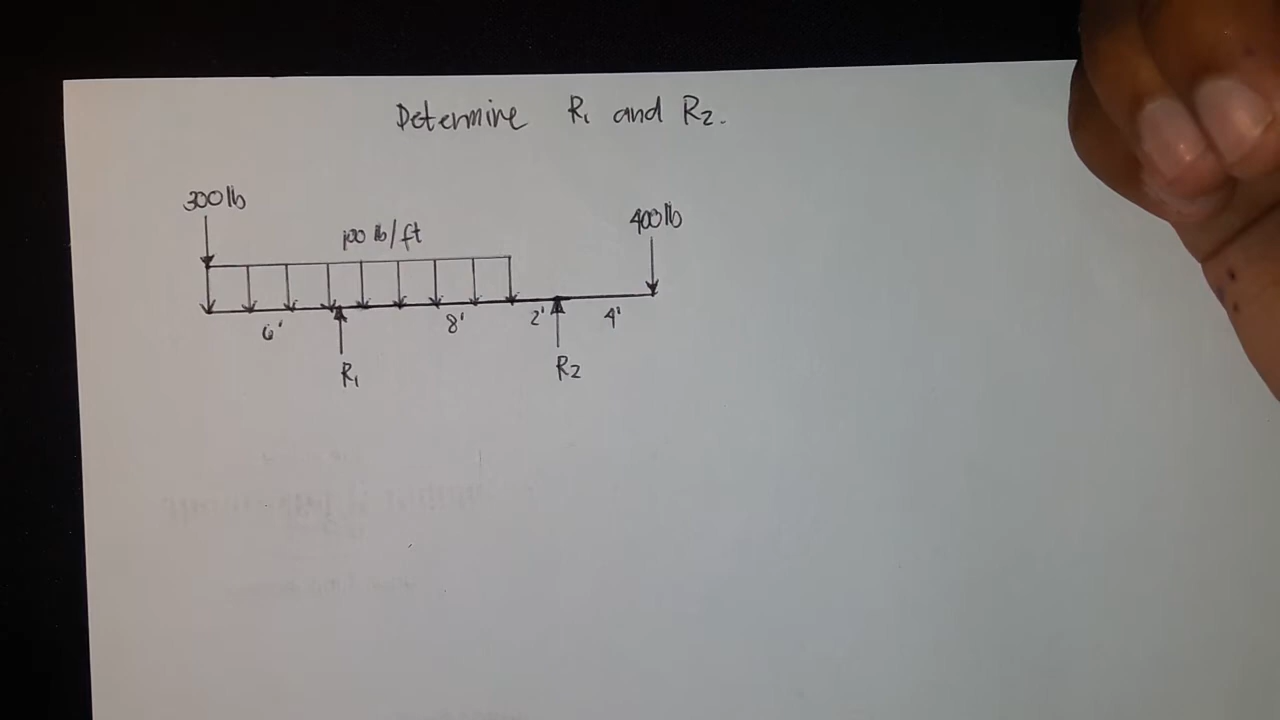 Determine R1 and R2.
300 lb
100 lb/ft
400 lb
6' 8' 2' 4'
R1 R2